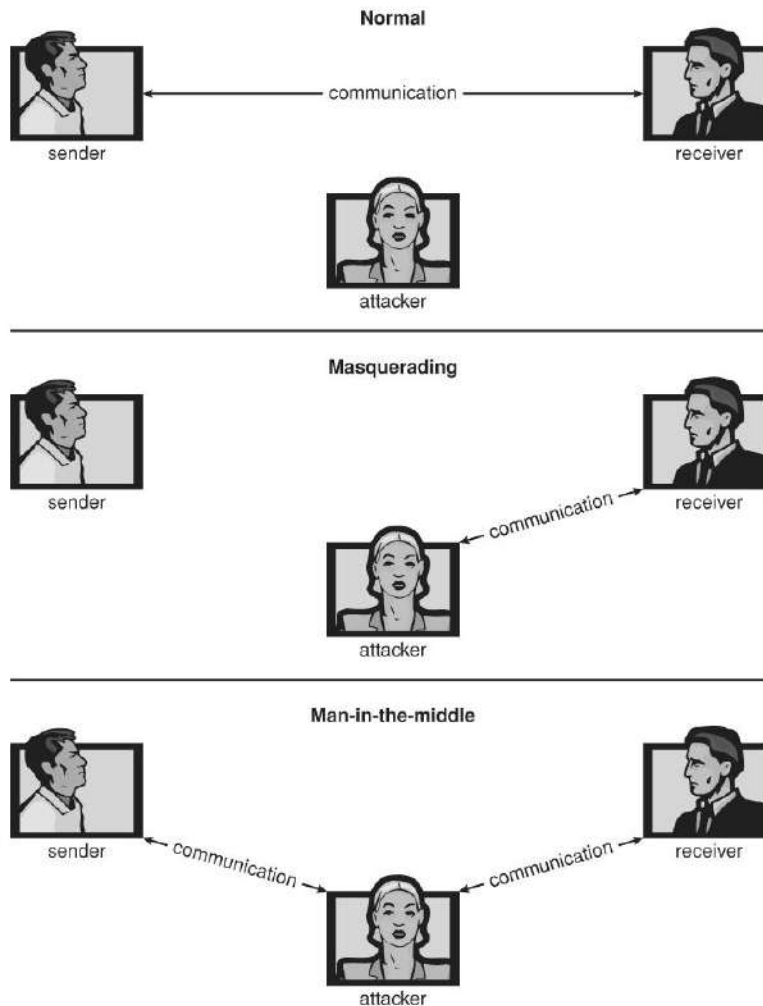 Normal
communication
sender
receiver
attacker
Masquerading
sender
communication
receiver
attacker
Man-in-the-middle
sender
communication
communication
receiver
attacker